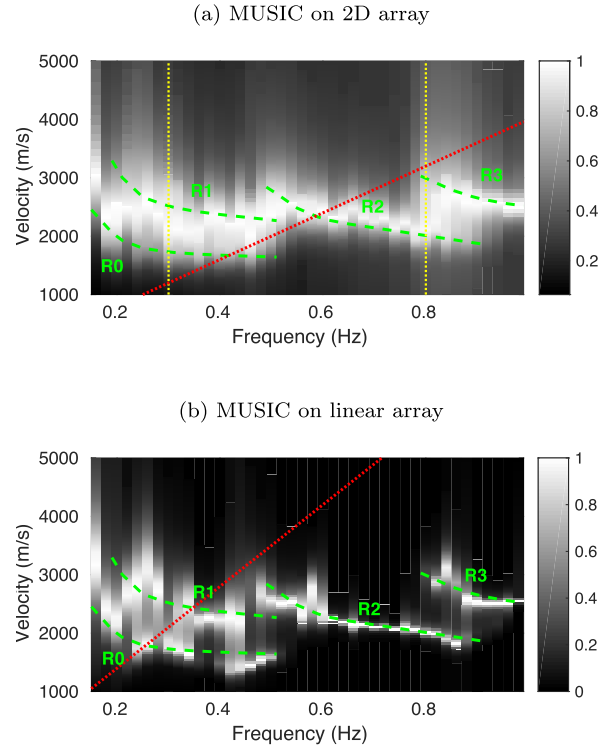 (a) MUSIC on 2D array
5000
4000
3000
2000
1000
Velocity (m/s)
R0
R1
R2
R3
0.2
0.4
0.6
0.8
Frequency (Hz)
1
0.8
0.6
0.4
0.2
(b) MUSIC on linear array
5000
4000
3000
2000
1000
Velocity (m/s)
R0
R1
R2
R3
0.2
0.4
0.6
0.8
Frequency (Hz)
1
0.8
0.6
0.4
0.2
0